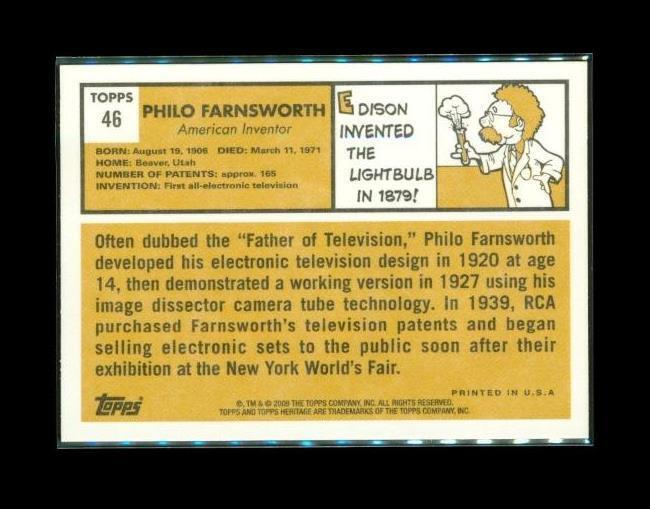 TOPPS
46
PHILO FARNSWORTH
American Inventor
BORN: August 19, 1906 DIED: March 11, 1971
HOME: Beaver, Utah
NUMBER OF PATENTS: approx. 165
INVENTION: First all-electronic television
EDISON
INVENTED
THE
LIGHTBULB
IN 1879!
Often dubbed the "Father of Television," Philo Farnsworth
developed his electronic television design in 1920 at age
14, then demonstrated a working version in 1927 using his
image dissector camera tube technology. In 1939, RCA
purchased Farnsworth's television patents and began
selling electronic sets to the public soon after their
exhibition at the New York World's Fair.
PRINTED IN U.S.A
topps
®, TM & © 2009 THE TOPPS COMPANY, INC. ALL RIGHTS RESERVED.
TOPPS AND TOPPS HERITAGE ARE TRADEMARKS OF THE TOPPS COMPANY, INC.